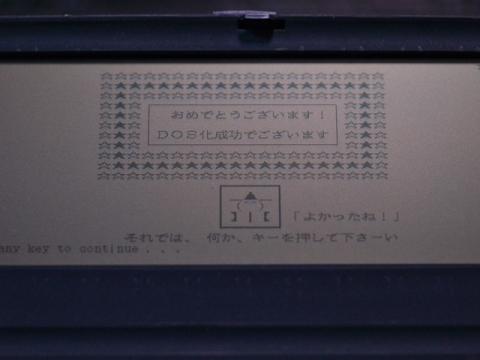 おめでとうございます!
DOS化成功でございます
「よかったね!」
それでは、何か、キーを押して下さーい
any key to continue . . .